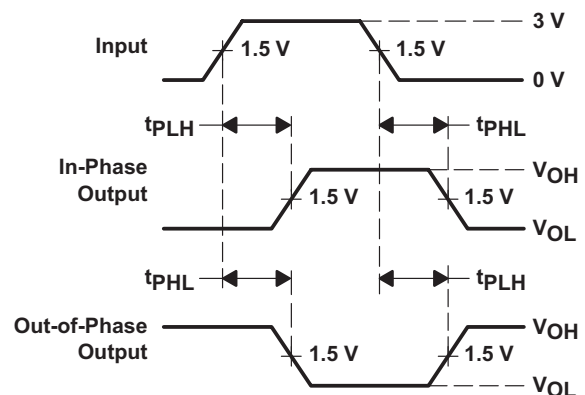 3 V
Input
1.5 V
1.5 V
0 V
tPLH
tPHL
In-Phase
Output
VOH
1.5 V
1.5 V
VOL
tPHL
tPLH
Out-of-Phase
Output
VOH
1.5 V
1.5 V
VOL